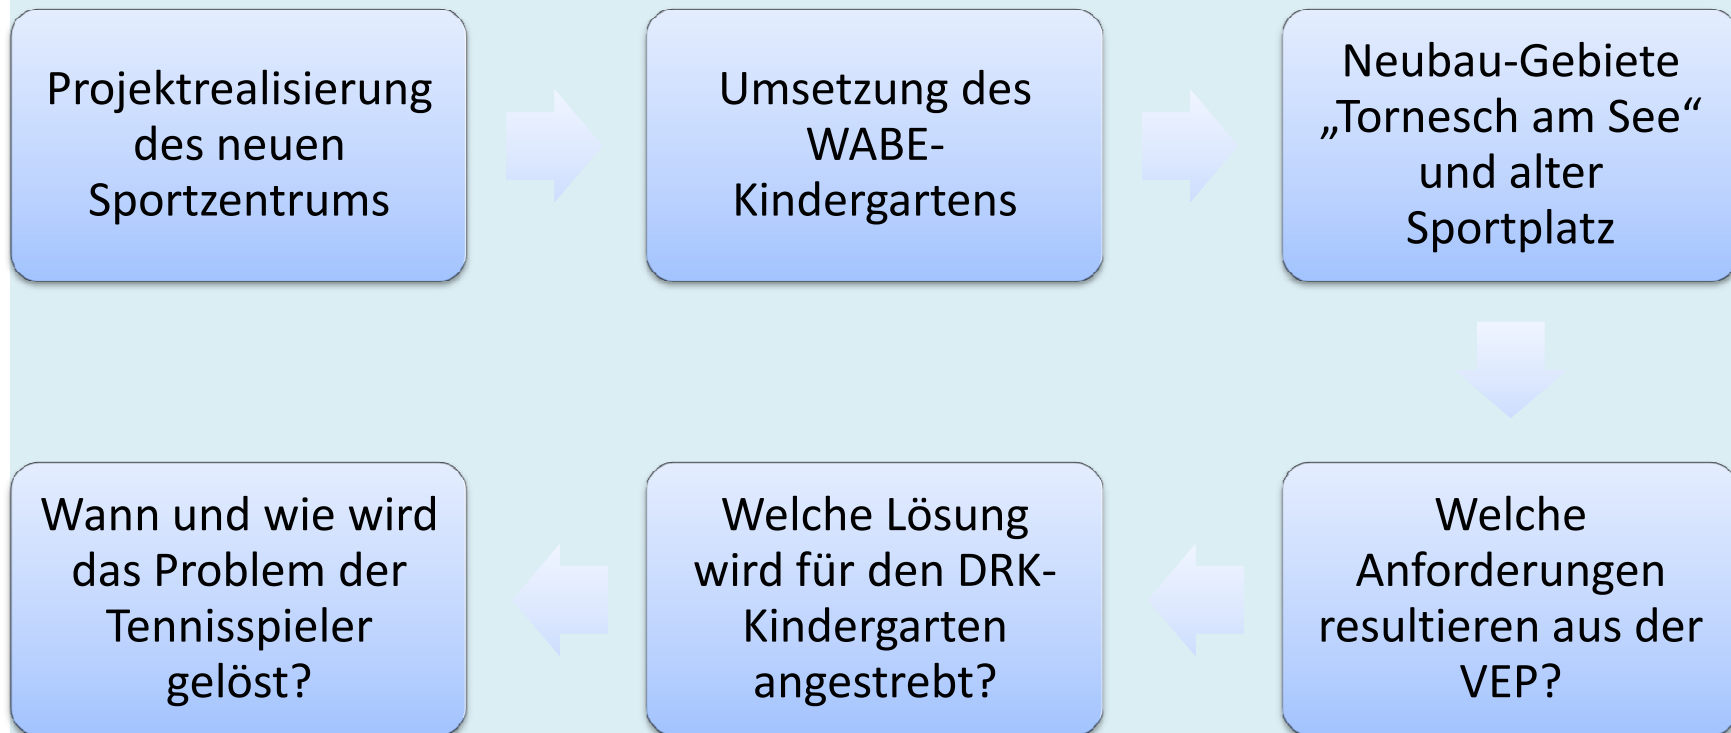 Projektrealisierung
des neuen
Sportzentrums
Umsetzung des
WABE-
Kindergartens
Neubau-Gebiete
„Tornesch am See“
und alter
Sportplatz
Welche
Anforderungen
resultieren aus der
VEP?
Welche Lösung
wird für den DRK-
Kindergarten
angestrebt?
Wann und wie wird
das Problem der
Tennisspieler
gelöst?